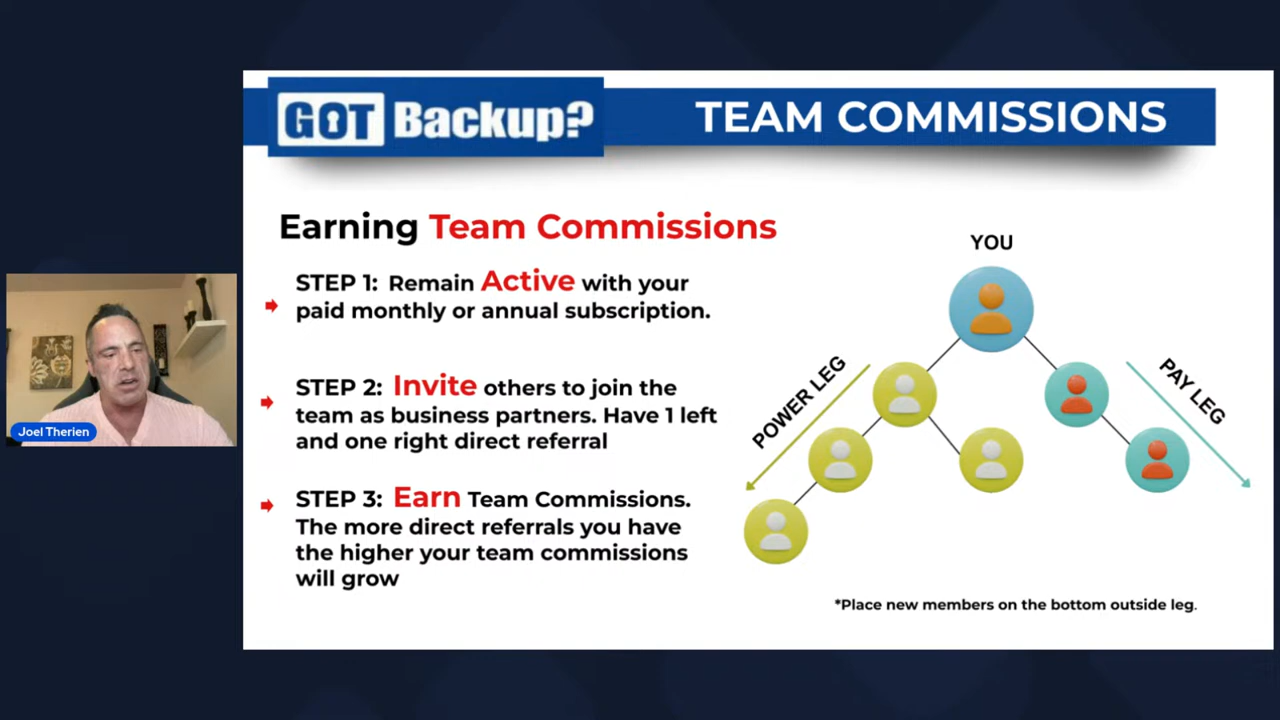 GOT Backup?
TEAM COMMISSIONS
Earning Team Commissions
STEP 1: Remain Active with your
paid monthly or annual subscription.
STEP 2: Invite others to join the
team as business partners. Have 1 left
and one right direct referral
STEP 3: Earn Team Commissions.
The more direct referrals you have
the higher your team commissions
will grow
YOU
POWER LEG
PAY LEG
*Place new members on the bottom outside leg.
Joel Therien